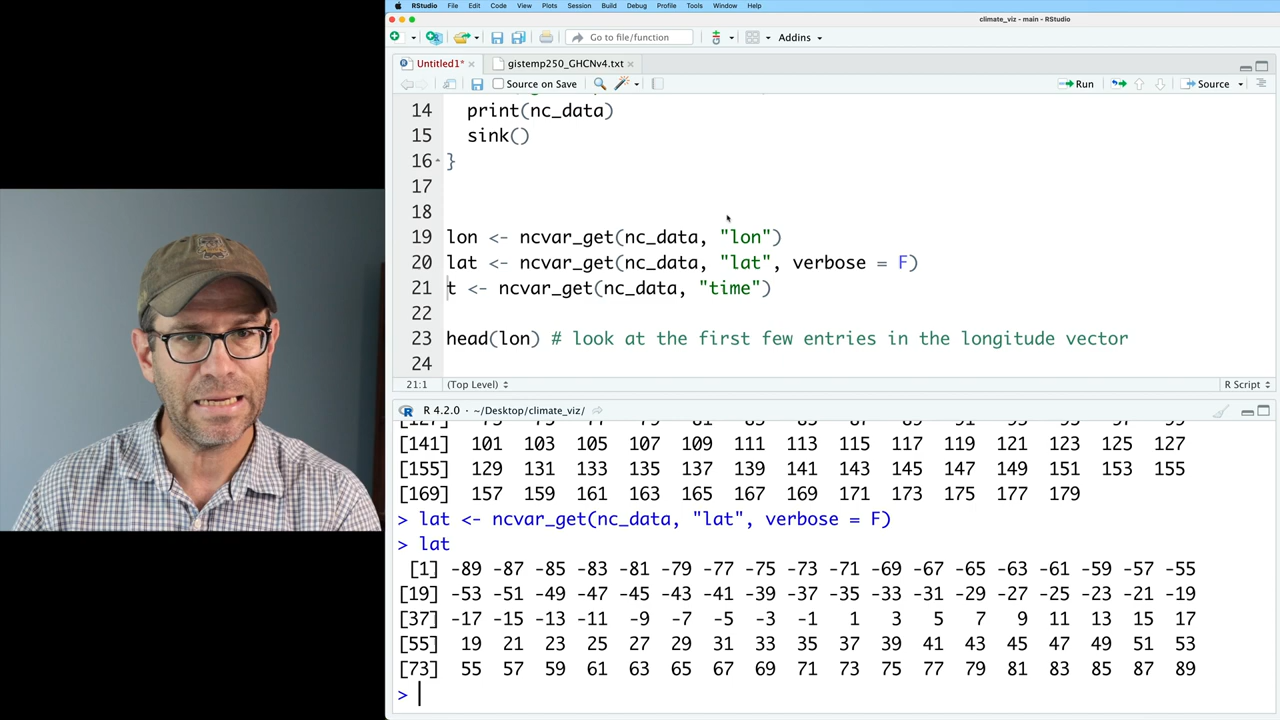 RStudio File Edit Code View Plots Session Build Debug Profile Tools Window Help
climate_viz - main - RStudio
Go to file/function Addins
Untitled1* gistemp250_GHCNv4.txt
Source on Save Run Source
14 print(nc_data)
15 sink()
16 }
17
18
19 lon <- ncvar_get(nc_data, "lon")
20 lat <- ncvar_get(nc_data, "lat", verbose = F)
21 t <- ncvar_get(nc_data, "time")
22
23 head(lon) # look at the first few entries in the longitude vector
24
21:1 (Top Level) R Script
R 4.2.0 · ~/Desktop/climate_viz/
[141] 101 103 105 107 109 111 113 115 117 119 121 123 125 127
[155] 129 131 133 135 137 139 141 143 145 147 149 151 153 155
[169] 157 159 161 163 165 167 169 171 173 175 177 179
> lat <- ncvar_get(nc_data, "lat", verbose = F)
> lat
[1] -89 -87 -85 -83 -81 -79 -77 -75 -73 -71 -69 -67 -65 -63 -61 -59 -57 -55
[19] -53 -51 -49 -47 -45 -43 -41 -39 -37 -35 -33 -31 -29 -27 -25 -23 -21 -19
[37] -17 -15 -13 -11 -9 -7 -5 -3 -1 1 3 5 7 9 11 13 15 17
[55] 19 21 23 25 27 29 31 33 35 37 39 41 43 45 47 49 51 53
[73] 55 57 59 61 63 65 67 69 71 73 75 77 79 81 83 85 87 89
>